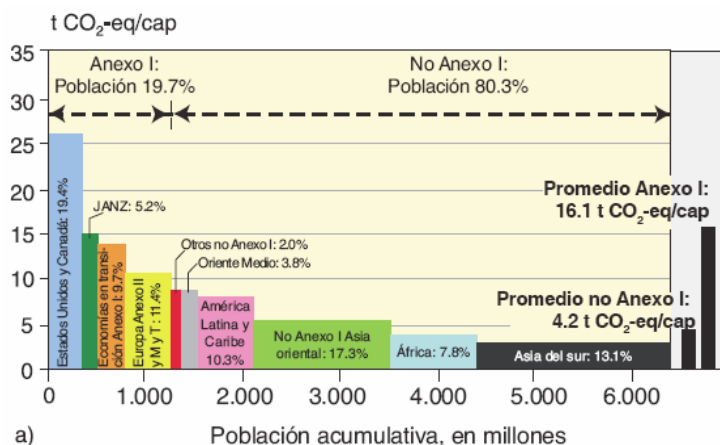 t CO₂-eq/cap
35
30
25
20
15
10
5
0
Anexo I:
Población 19.7%
No Anexo I:
Población 80.3%
Estados Unidos y Canadá: 19.4%
JANZ: 5.2%
Economías en transi-
ción Anexo I: 9.7%
Europa Anexo II
y M y T: 11.4%
Otros no Anexo I: 2.0%
Oriente Medio: 3.8%
América
Latina y
Caribe
10.3%
No Anexo I Asia
oriental: 17.3%
África: 7.8%
Asia del sur: 13.1%
Promedio Anexo I:
16.1 t CO₂-eq/cap
Promedio no Anexo I:
4.2 t CO₂-eq/cap
0
1.000
2.000
3.000
4.000
5.000
6.000
a)
Población acumulativa, en millones